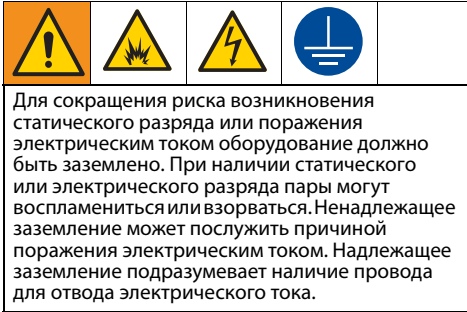 Для сокращения риска возникновения
статического разряда или поражения
электрическим током оборудование должно
быть заземлено. При наличии статического
или электрического разряда пары могут
воспламениться или взорваться. Ненадлежащее
заземление может послужить причиной
поражения электрическим током. Надлежащее
заземление подразумевает наличие провода
для отвода электрического тока.